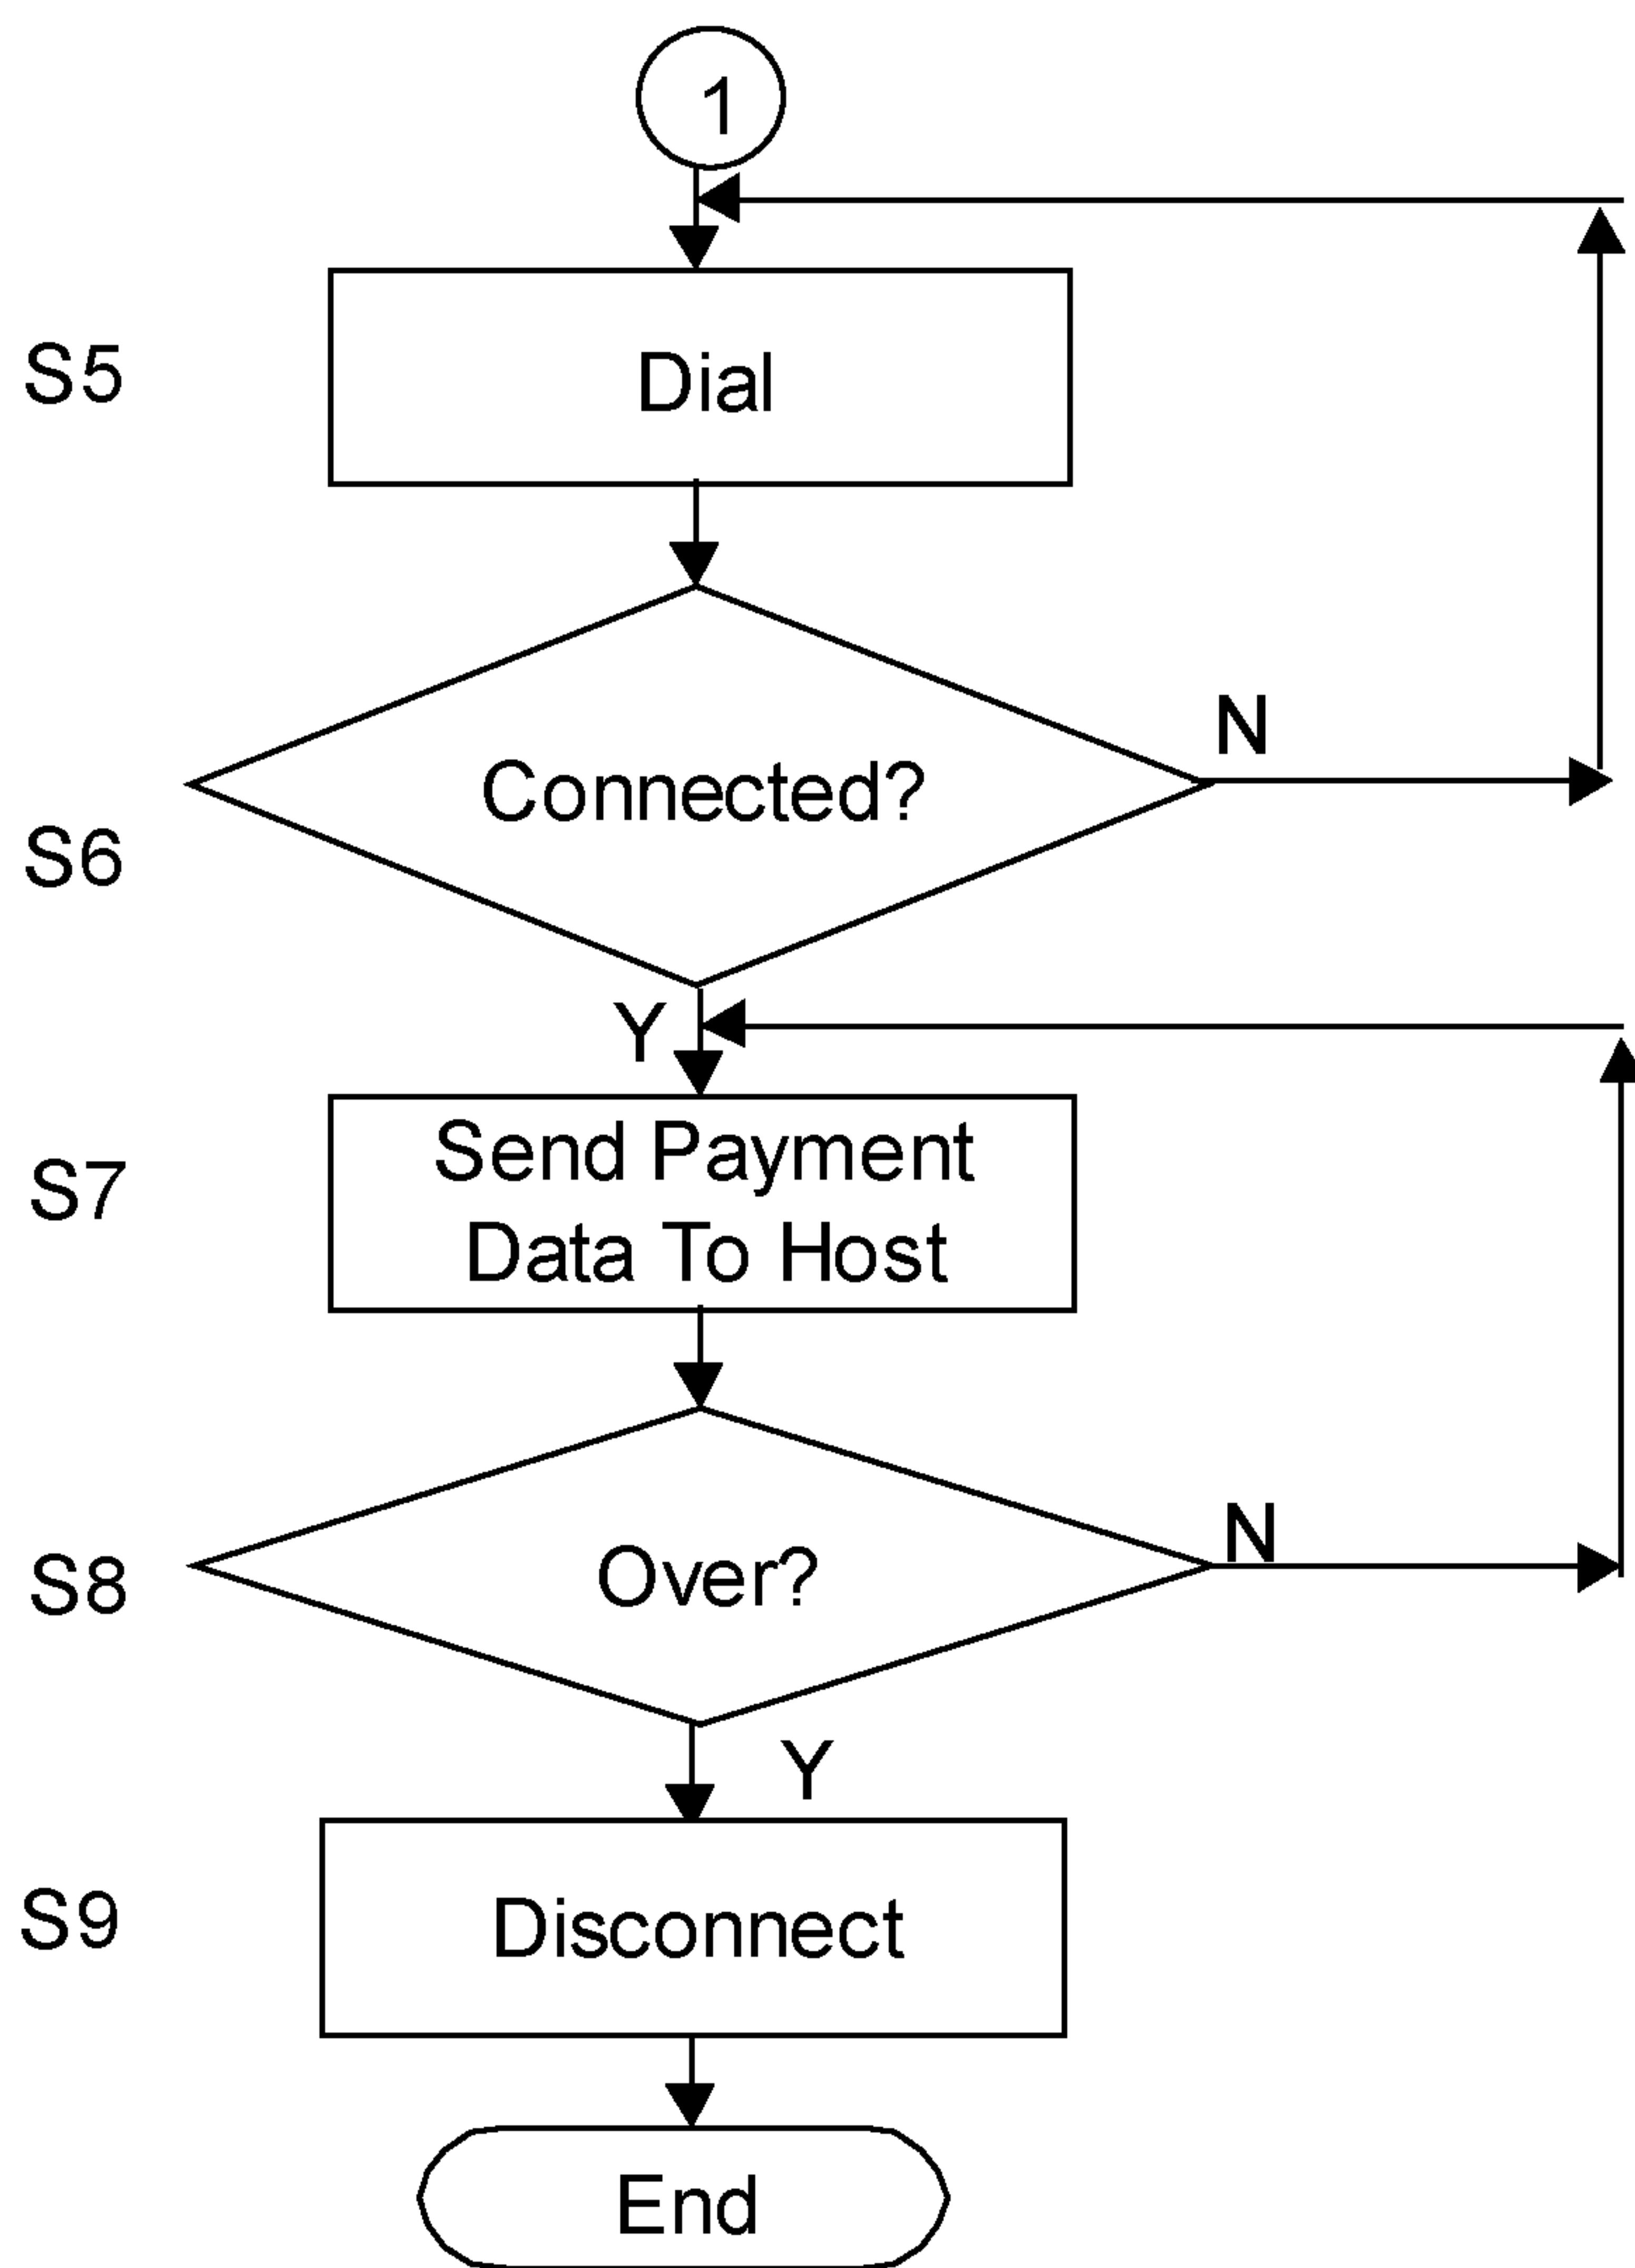 1
S5
Dial
N
Connected?
S6
Y
Send Payment
S7
Data To Host
N
Over?
S8
Y
S9
Disconnect
End